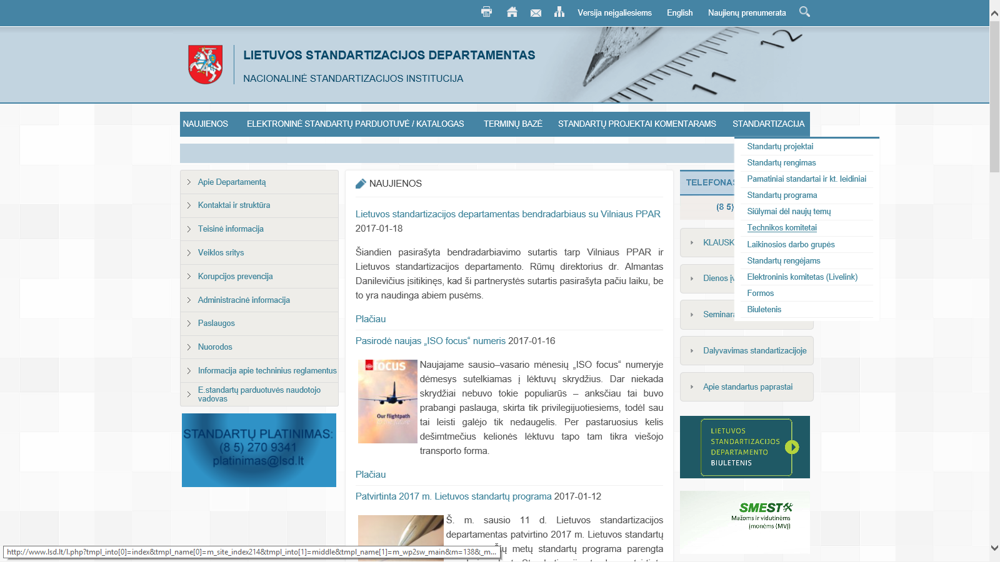 Versija neįgaliesiems English Naujienų prenumerata
LIETUVOS STANDARTIZACIJOS DEPARTAMENTAS
NACIONALINĖ STANDARTIZACIJOS INSTITUCIJA
NAUJIENOS ELEKTRONINĖ STANDARTŲ PARDUOTUVĖ / KATALOGAS TERMINŲ BAZĖ STANDARTŲ PROJEKTAI KOMENTARAMS STANDARTIZACIJA
Standartų projektai
Standartų rengimas
Pamatiniai standartai ir kt. leidiniai
Standartų programa
Siūlymai dėl naujų temų
Technikos komitetai
Laikinosios darbo grupės
Standartų rengėjams
Elektroninis komitetas (Livelink)
Formos
Biuletenis
Apie Departamentą
Kontaktai ir struktūra
Teisinė informacija
Veiklos sritys
Korupcijos prevencija
Administracinė informacija
Paslaugos
Nuorodos
Informacija apie techninius reglamentus
E.standartų parduotuvės naudotojo
vadovas
STANDARTŲ PLATINIMAS:
(8 5) 270 9341
platinimas@lsd.lt
NAUJIENOS
Lietuvos standartizacijos departamentas bendradarbiaus su Vilniaus PPAR
2017-01-18
Šiandien pasirašyta bendradarbiavimo sutartis tarp Vilniaus PPAR ir
Lietuvos standartizacijos departamento. Rūmų direktorius dr. Almantas
Danilevičius įsitikinęs, kad ši partnerystės sutartis pasirašyta pačiu laiku, be
to yra naudinga abiem pusėms.
Plačiau
Pasirodė naujas „ISO focus“ numeris 2017-01-16
ISO focus
Our flightpath
to the future
Naujajame sausio–vasario mėnesių „ISO focus“ numeryje
dėmesys sutelkiamas į lėktuvų skrydžius. Dar niekada
skrydžiai nebuvo tokie populiarūs – anksčiau tai buvo
prabangi paslauga, skirta tik privilegijuotiesiems, todėl sau
tai leisti galėjo tik nedaugelis. Per pastaruosius kelis
dešimtmečius kelionės lėktuvu tapo tam tikra viešojo
transporto forma.
Plačiau
Patvirtinta 2017 m. Lietuvos standartų programa 2017-01-12
Š. m. sausio 11 d. Lietuvos standartizacijos
departamentas patvirtino 2017 m. Lietuvos standartų
metų standartų programa parengta
TELEFONAS
(8 5)
KLAUSK
Dienos
Seminar
Dalyvavimas standartizacijoje
Apie standartus paprastai
LIETUVOS
STANDARTIZACIJOS
DEPARTAMENTO
BIULETENIS
SMEST
Mažoms ir vidutinėms
įmonėms (MVĮ)
http://www.lsd.lt/l.php?tmpl_into[0]=index&tmpl_name[0]=m_site_index214&tmpl_into[1]=middle&tmpl_name[1]=m_wp2sw_main&m=138&_m...